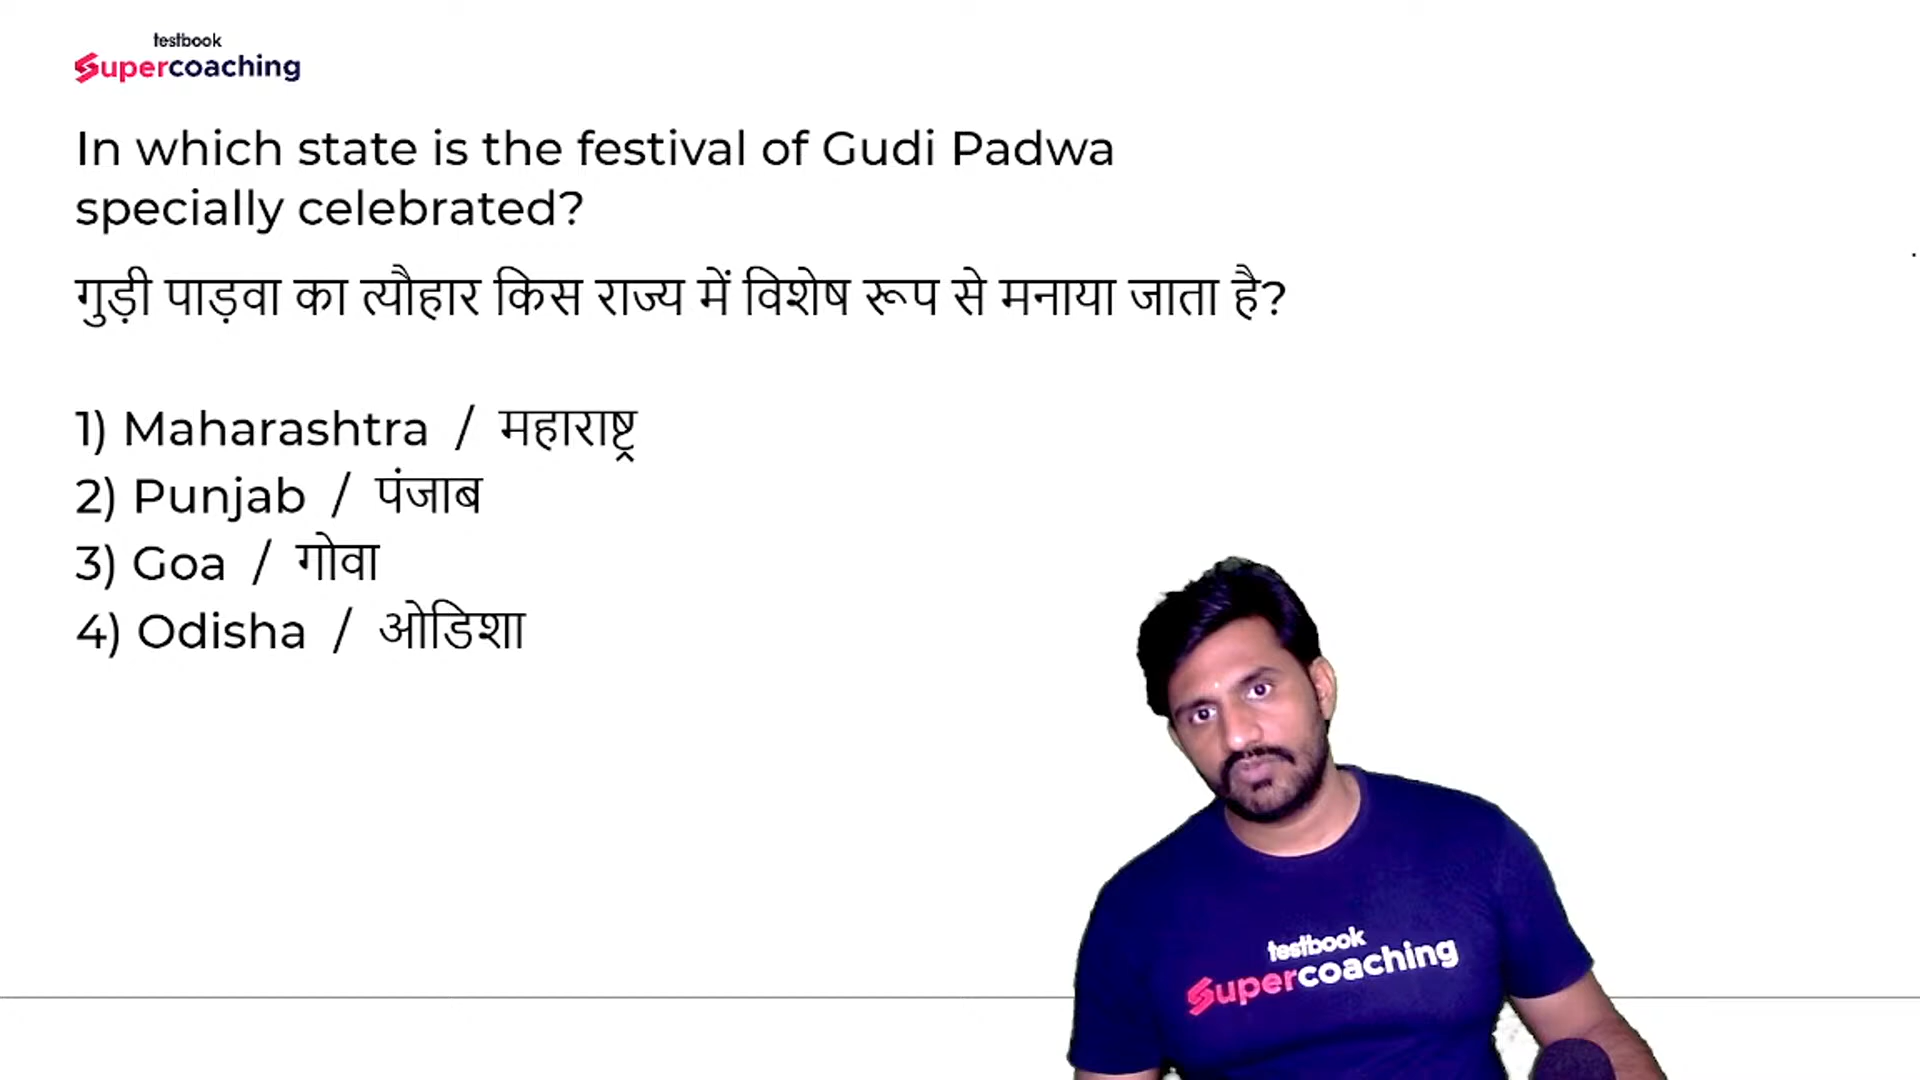 testbook
Supercoaching
In which state is the festival of Gudi Padwa
specially celebrated?
गुड़ी पाड़वा का त्यौहार किस राज्य में विशेष रूप से मनाया जाता है?
1) Maharashtra / महाराष्ट्र
2) Punjab / पंजाब
3) Goa / गोवा
4) Odisha / ओडिशा
testbook
Supercoaching